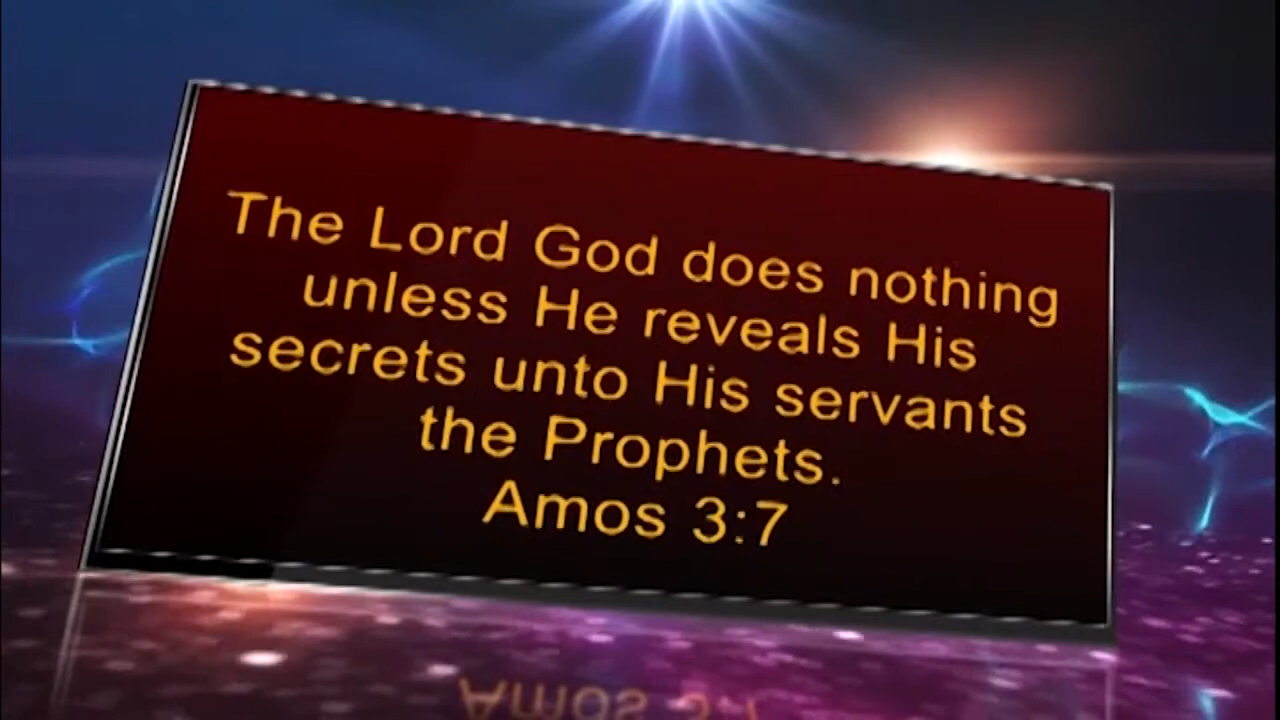 The Lord God does nothing
unless He reveals His
secrets unto His servants
the Prophets.
Amos 3:7